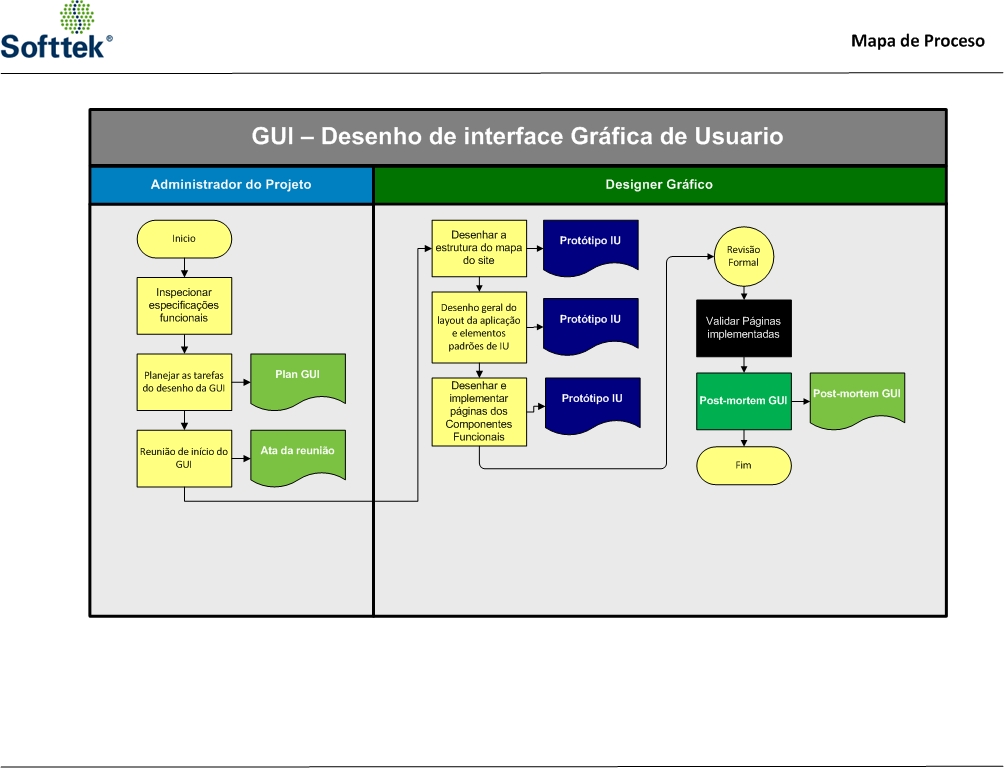 Softtek®
Mapa de Proceso
GUI – Desenho de interface Gráfica de Usuario
Administrador do Projeto
Designer Gráfico
Inicio
Inspecionar
especificações
funcionais
Planejar as tarefas
do desenho da GUI
Plan GUI
Reunião de início do
GUI
Ata da reunião
Desenhar a
estrutura do mapa
do site
Protótipo IU
Desenho geral do
layout da aplicação
e elementos
padrões de IU
Protótipo IU
Desenhar e
implementar
páginas dos
Componentes
Funcionais
Protótipo IU
Revisão
Formal
Validar Páginas
implementadas
Post-mortem GUI
Post-mortem GUI
Fim